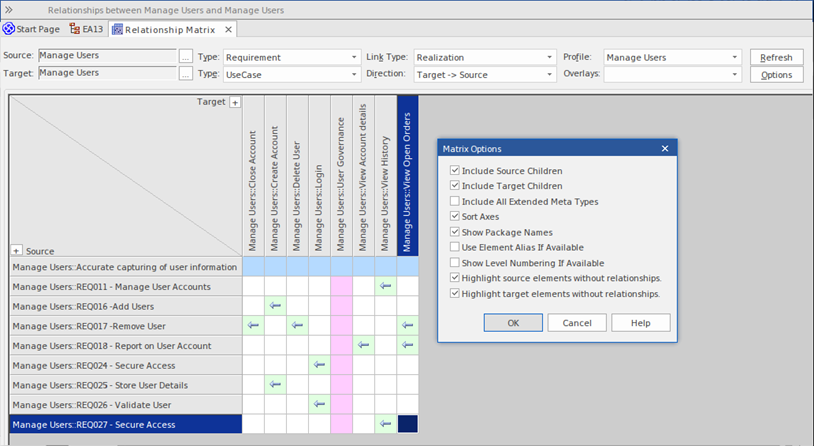 Relationships between Manage Users and Manage Users
Start Page EA13 Relationship Matrix
Source: Manage Users ... Type: Requirement Link Type: Realization Profile: Manage Users Refresh
Target: Manage Users ... Type: UseCase Direction: Target -> Source Overlays: Options
Target +
Manage Users::Close Account
Manage Users::Create Account
Manage Users::Delete User
Manage Users::Login
Manage Users::User Governance
Manage Users::View Account details
Manage Users::View History
Manage Users::View Open Orders
+ Source
Manage Users::Accurate capturing of user information
Manage Users::REQ011 - Manage User Accounts
Manage Users::REQ016 -Add Users
Manage Users::REQ017 -Remove User
Manage Users::REQ018 - Report on User Account
Manage Users::REQ024 - Secure Access
Manage Users::REQ025 - Store User Details
Manage Users::REQ026 - Validate User
Manage Users::REQ027 - Secure Access
Matrix Options
Include Source Children
Include Target Children
Include All Extended Meta Types
Sort Axes
Show Package Names
Use Element Alias If Available
Show Level Numbering If Available
Highlight source elements without relationships.
Highlight target elements without relationships.
OK Cancel Help